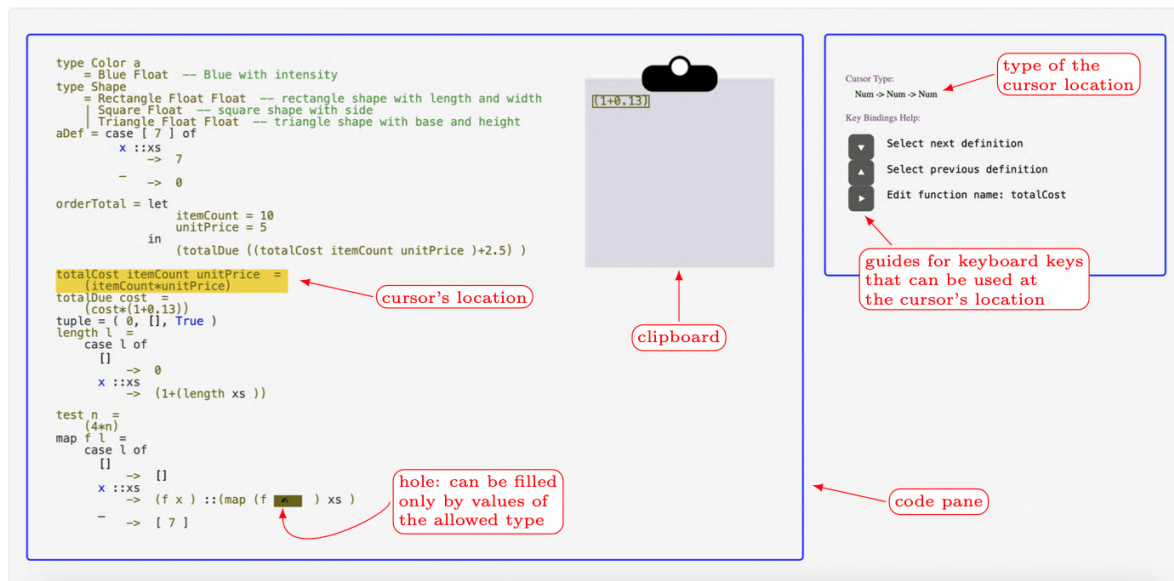 type Color a
= Blue Float -- Blue with intensity
type Shape
= Rectangle Float Float -- rectangle shape with length and width
| Square Float -- square shape with side
| Triangle Float Float -- triangle shape with base and height
aDef = case [ 7 ] of
x ::xs
-> 7
_
-> 0
orderTotal = let
itemCount = 10
unitPrice = 5
in
(totalDue ((totalCost itemCount unitPrice )+2.5) )
totalCost itemCount unitPrice =
(itemCount*unitPrice)
totalDue cost =
(cost*(1+0.13))
tuple = ( 0, [], True )
length l =
case l of
[]
-> 0
x ::xs
-> (1+(length xs ))
test n =
(4*n)
map f l =
case l of
[]
-> []
x ::xs
-> (f x ) ::(map (f ) xs )
_
-> [ 7 ]
cursor's location
hole: can be filled
only by values of
the allowed type
(1+0.13)
clipboard
Cursor Type:
Num -> Num -> Num
type of the
cursor location
Key Bindings Help:
▼ Select next definition
▲ Select previous definition
▶ Edit function name: totalCost
guides for keyboard keys
that can be used at
the cursor's location
code pane